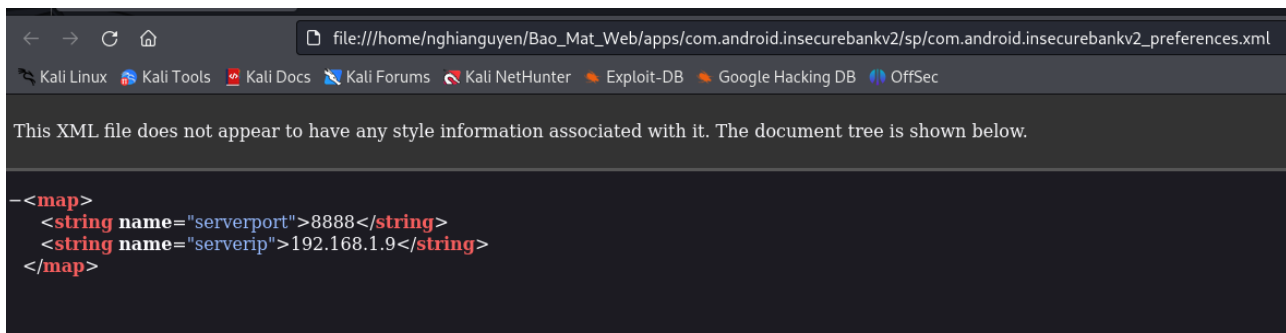 file:///home/nghianguyen/Bao_Mat_Web/apps/com.android.insecurebankv2/sp/com.android.insecurebankv2_preferences.xml
Kali Linux Kali Tools Kali Docs Kali Forums Kali NetHunter Exploit-DB Google Hacking DB OffSec
This XML file does not appear to have any style information associated with it. The document tree is shown below.
−<map>
<string name="serverport">8888</string>
<string name="serverip">192.168.1.9</string>
</map>